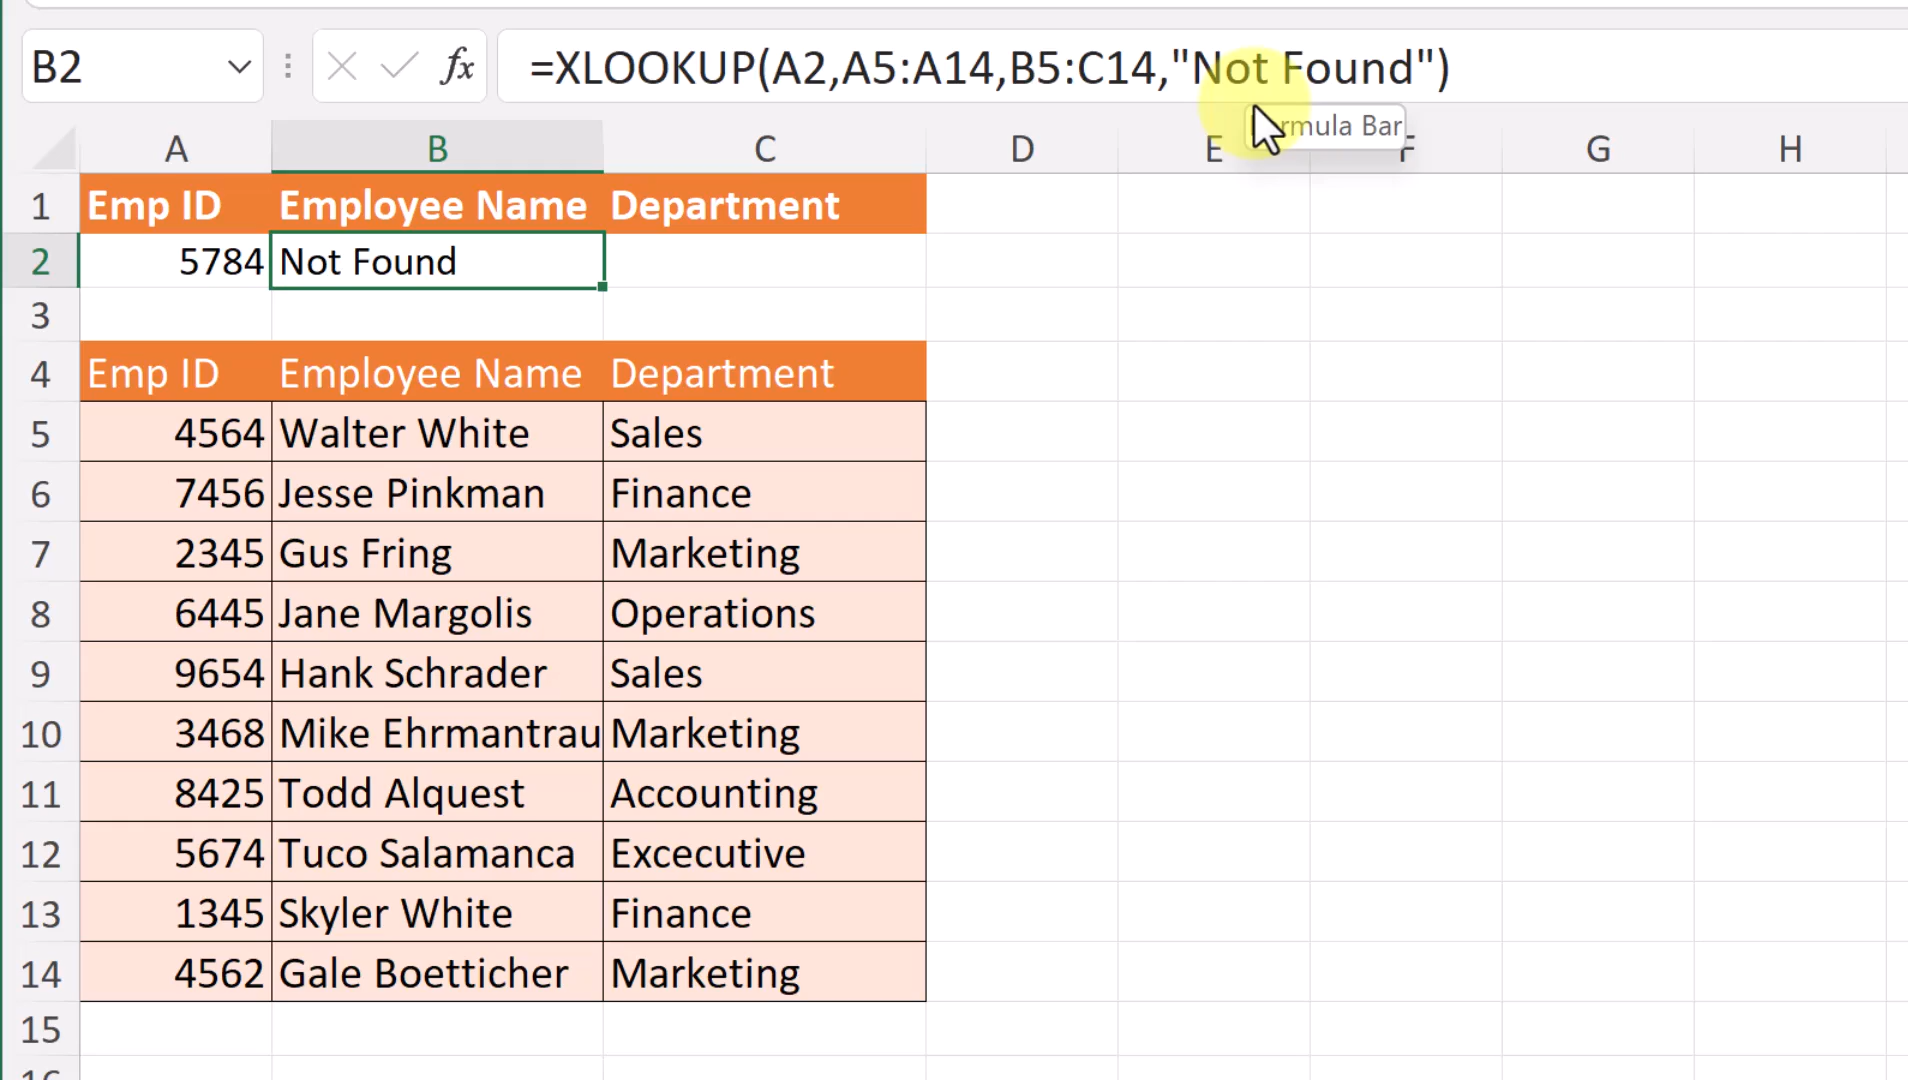 B2 fx =XLOOKUP(A2,A5:A14,B5:C14,"Not Found")
Formula Bar
A B C D E F G H
1 Emp ID Employee Name Department
2 5784 Not Found
3
4 Emp ID Employee Name Department
5 4564 Walter White Sales
6 7456 Jesse Pinkman Finance
7 2345 Gus Fring Marketing
8 6445 Jane Margolis Operations
9 9654 Hank Schrader Sales
10 3468 Mike Ehrmantrau Marketing
11 8425 Todd Alquest Accounting
12 5674 Tuco Salamanca Excecutive
13 1345 Skyler White Finance
14 4562 Gale Boetticher Marketing
15
16